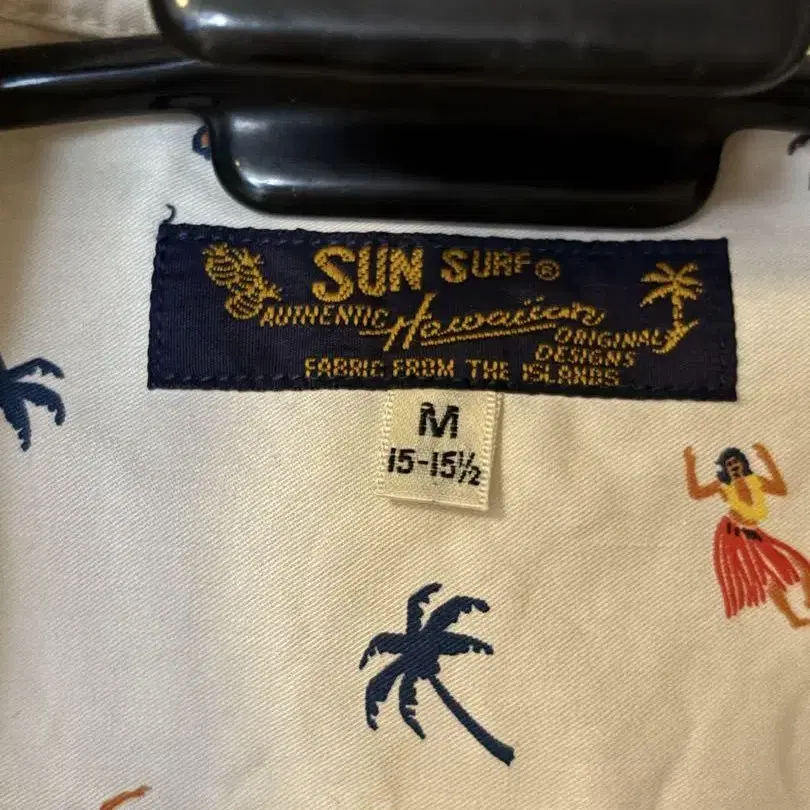 SUN SURF®
AUTHENTIC Hawaiian ORIGINAL
DESIGNS
FABRIC FROM THE ISLANDS
M
15-15½